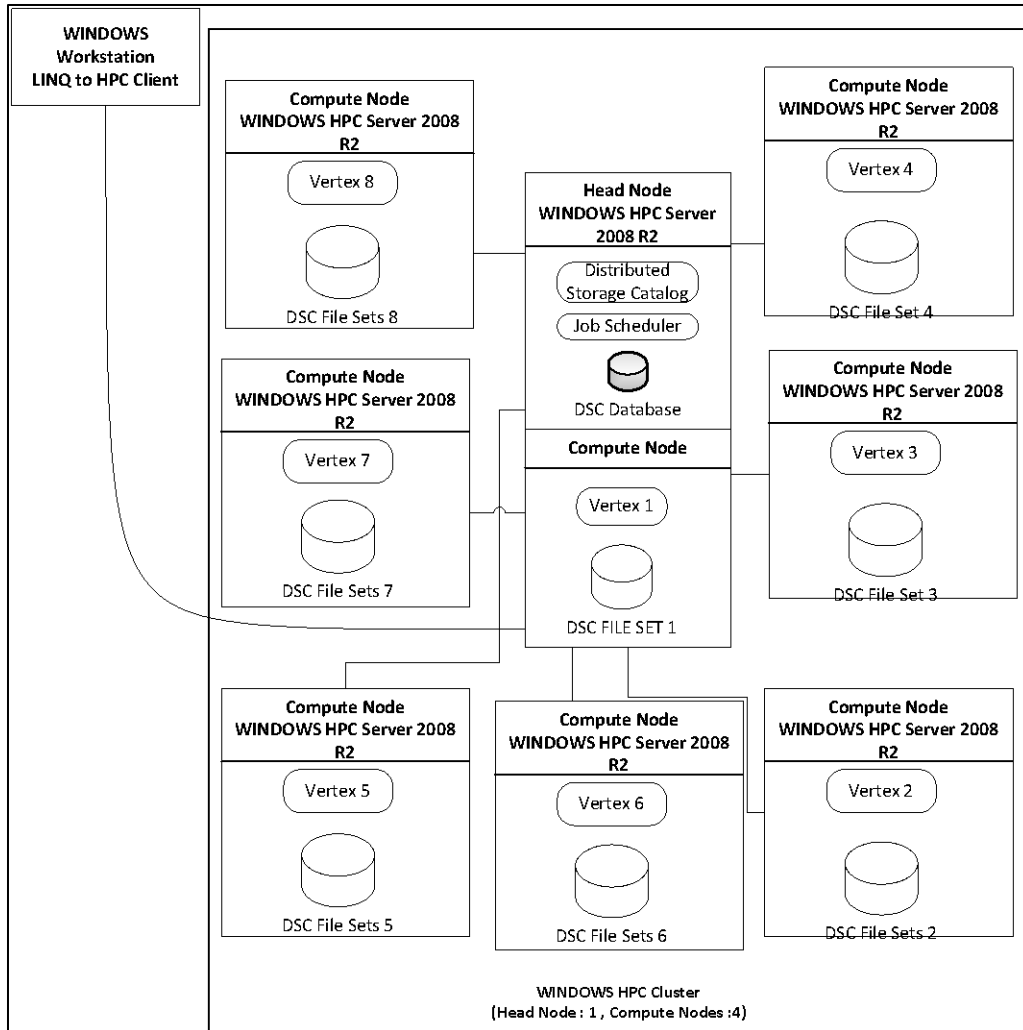 WINDOWS
Workstation
LINQ to HPC Client
Compute Node
WINDOWS HPC Server 2008
R2
Vertex 8
DSC File Sets 8
Head Node
WINDOWS HPC Server
2008 R2
Distributed
Storage Catalog
Job Scheduler
DSC Database
Compute Node
Vertex 1
DSC FILE SET 1
Compute Node
WINDOWS HPC Server 2008
R2
Vertex 4
DSC File Set 4
Compute Node
WINDOWS HPC Server 2008
R2
Vertex 7
DSC File Sets 7
Compute Node
WINDOWS HPC Server 2008
R2
Vertex 3
DSC File Set 3
Compute Node
WINDOWS HPC Server 2008
R2
Vertex 5
DSC File Sets 5
Compute Node
WINDOWS HPC Server 2008
R2
Vertex 6
DSC File Sets 6
Compute Node
WINDOWS HPC Server 2008
R2
Vertex 2
DSC File Sets 2
WINDOWS HPC Cluster
(Head Node : 1 , Compute Nodes :4)